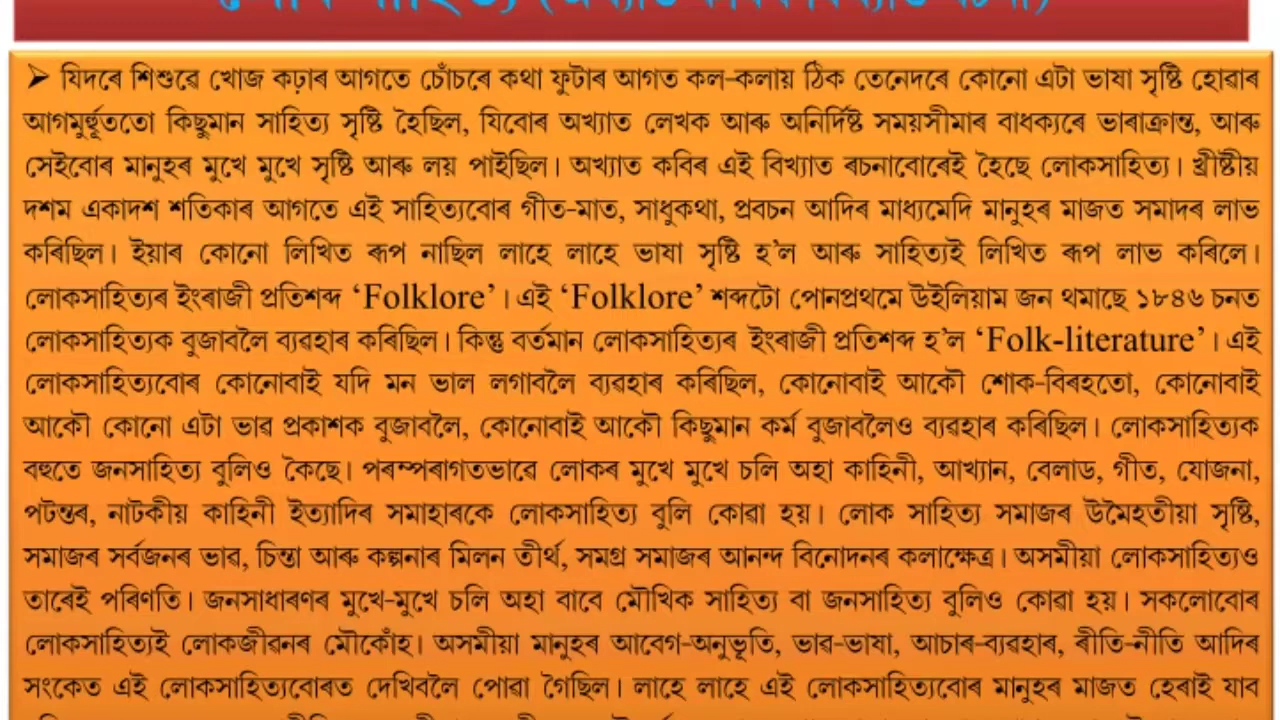 ➢ যিদৰে শিশুৱে খোজ কঢ়াৰ আগতে চোঁচৰে কথা ফুটাৰ আগত কল-কলায় ঠিক তেনেদৰে কোনো এটা ভাষা সৃষ্টি হোৱাৰ
আগমুৰ্হূততো কিছুমান সাহিত্য সৃষ্টি হৈছিল, যিবোৰ অখ্যাত লেখক আৰু অনিৰ্দিষ্ট সময়সীমাৰ বাধক্যৰে ভাৰাক্ৰান্ত, আৰু
সেইবোৰ মানুহৰ মুখে মুখে সৃষ্টি আৰু লয় পাইছিল। অখ্যাত কবিৰ এই বিখ্যাত ৰচনাবোৰেই হৈছে লোকসাহিত্য। খ্ৰীষ্টীয়
দশম একাদশ শতিকাৰ আগতে এই সাহিত্যবোৰ গীত-মাত, সাধুকথা, প্ৰবচন আদিৰ মাধ্যমেদি মানুহৰ মাজত সমাদৰ লাভ
কৰিছিল। ইয়াৰ কোনো লিখিত ৰূপ নাছিল লাহে লাহে ভাষা সৃষ্টি হ’ল আৰু সাহিত্যই লিখিত ৰূপ লাভ কৰিলে।
লোকসাহিত্যৰ ইংৰাজী প্ৰতিশব্দ ‘Folklore’। এই ‘Folklore’ শব্দটো পোনপ্ৰথমে উইলিয়াম জন থমাছে ১৮৪৬ চনত
লোকসাহিত্যক বুজাবলৈ ব্যৱহাৰ কৰিছিল। কিন্তু বৰ্তমান লোকসাহিত্যৰ ইংৰাজী প্ৰতিশব্দ হ’ল ‘Folk-literature’। এই
লোকসাহিত্যবোৰ কোনোবাই যদি মন ভাল লগাবলৈ ব্যৱহাৰ কৰিছিল, কোনোবাই আকৌ শোক-বিৰহতো, কোনোবাই
আকৌ কোনো এটা ভাৱ প্ৰকাশক বুজাবলৈ, কোনোবাই আকৌ কিছুমান কৰ্ম বুজাবলৈও ব্যৱহাৰ কৰিছিল। লোকসাহিত্যক
বহুতে জনসাহিত্য বুলিও কৈছে। পৰম্পৰাগতভাৱে লোকৰ মুখে মুখে চলি অহা কাহিনী, আখ্যান, বেলাড, গীত, যোজনা,
পটন্তৰ, নাটকীয় কাহিনী ইত্যাদিৰ সমাহাৰকে লোকসাহিত্য বুলি কোৱা হয়। লোক সাহিত্য সমাজৰ উমৈহতীয়া সৃষ্টি,
সমাজৰ সৰ্বজনৰ ভাৱ, চিন্তা আৰু কল্পনাৰ মিলন তীৰ্থ, সমগ্ৰ সমাজৰ আনন্দ বিনোদনৰ কলাক্ষেত্ৰ। অসমীয়া লোকসাহিত্যও
তাৰেই পৰিণতি। জনসাধাৰণৰ মুখে-মুখে চলি অহা বাবে মৌখিক সাহিত্য বা জনসাহিত্য বুলিও কোৱা হয়। সকলোবোৰ
লোকসাহিত্যই লোকজীৱনৰ মৌকোঁহ। অসমীয়া মানুহৰ আবেগ-অনুভূতি, ভাৱ-ভাষা, আচাৰ-ব্যৱহাৰ, ৰীতি-নীতি আদিৰ
সংকেত এই লোকসাহিত্যবোৰত দেখিবলৈ পোৱা গৈছিল। লাহে লাহে এই লোকসাহিত্যবোৰ মানুহৰ মাজত হেৰাই যাব